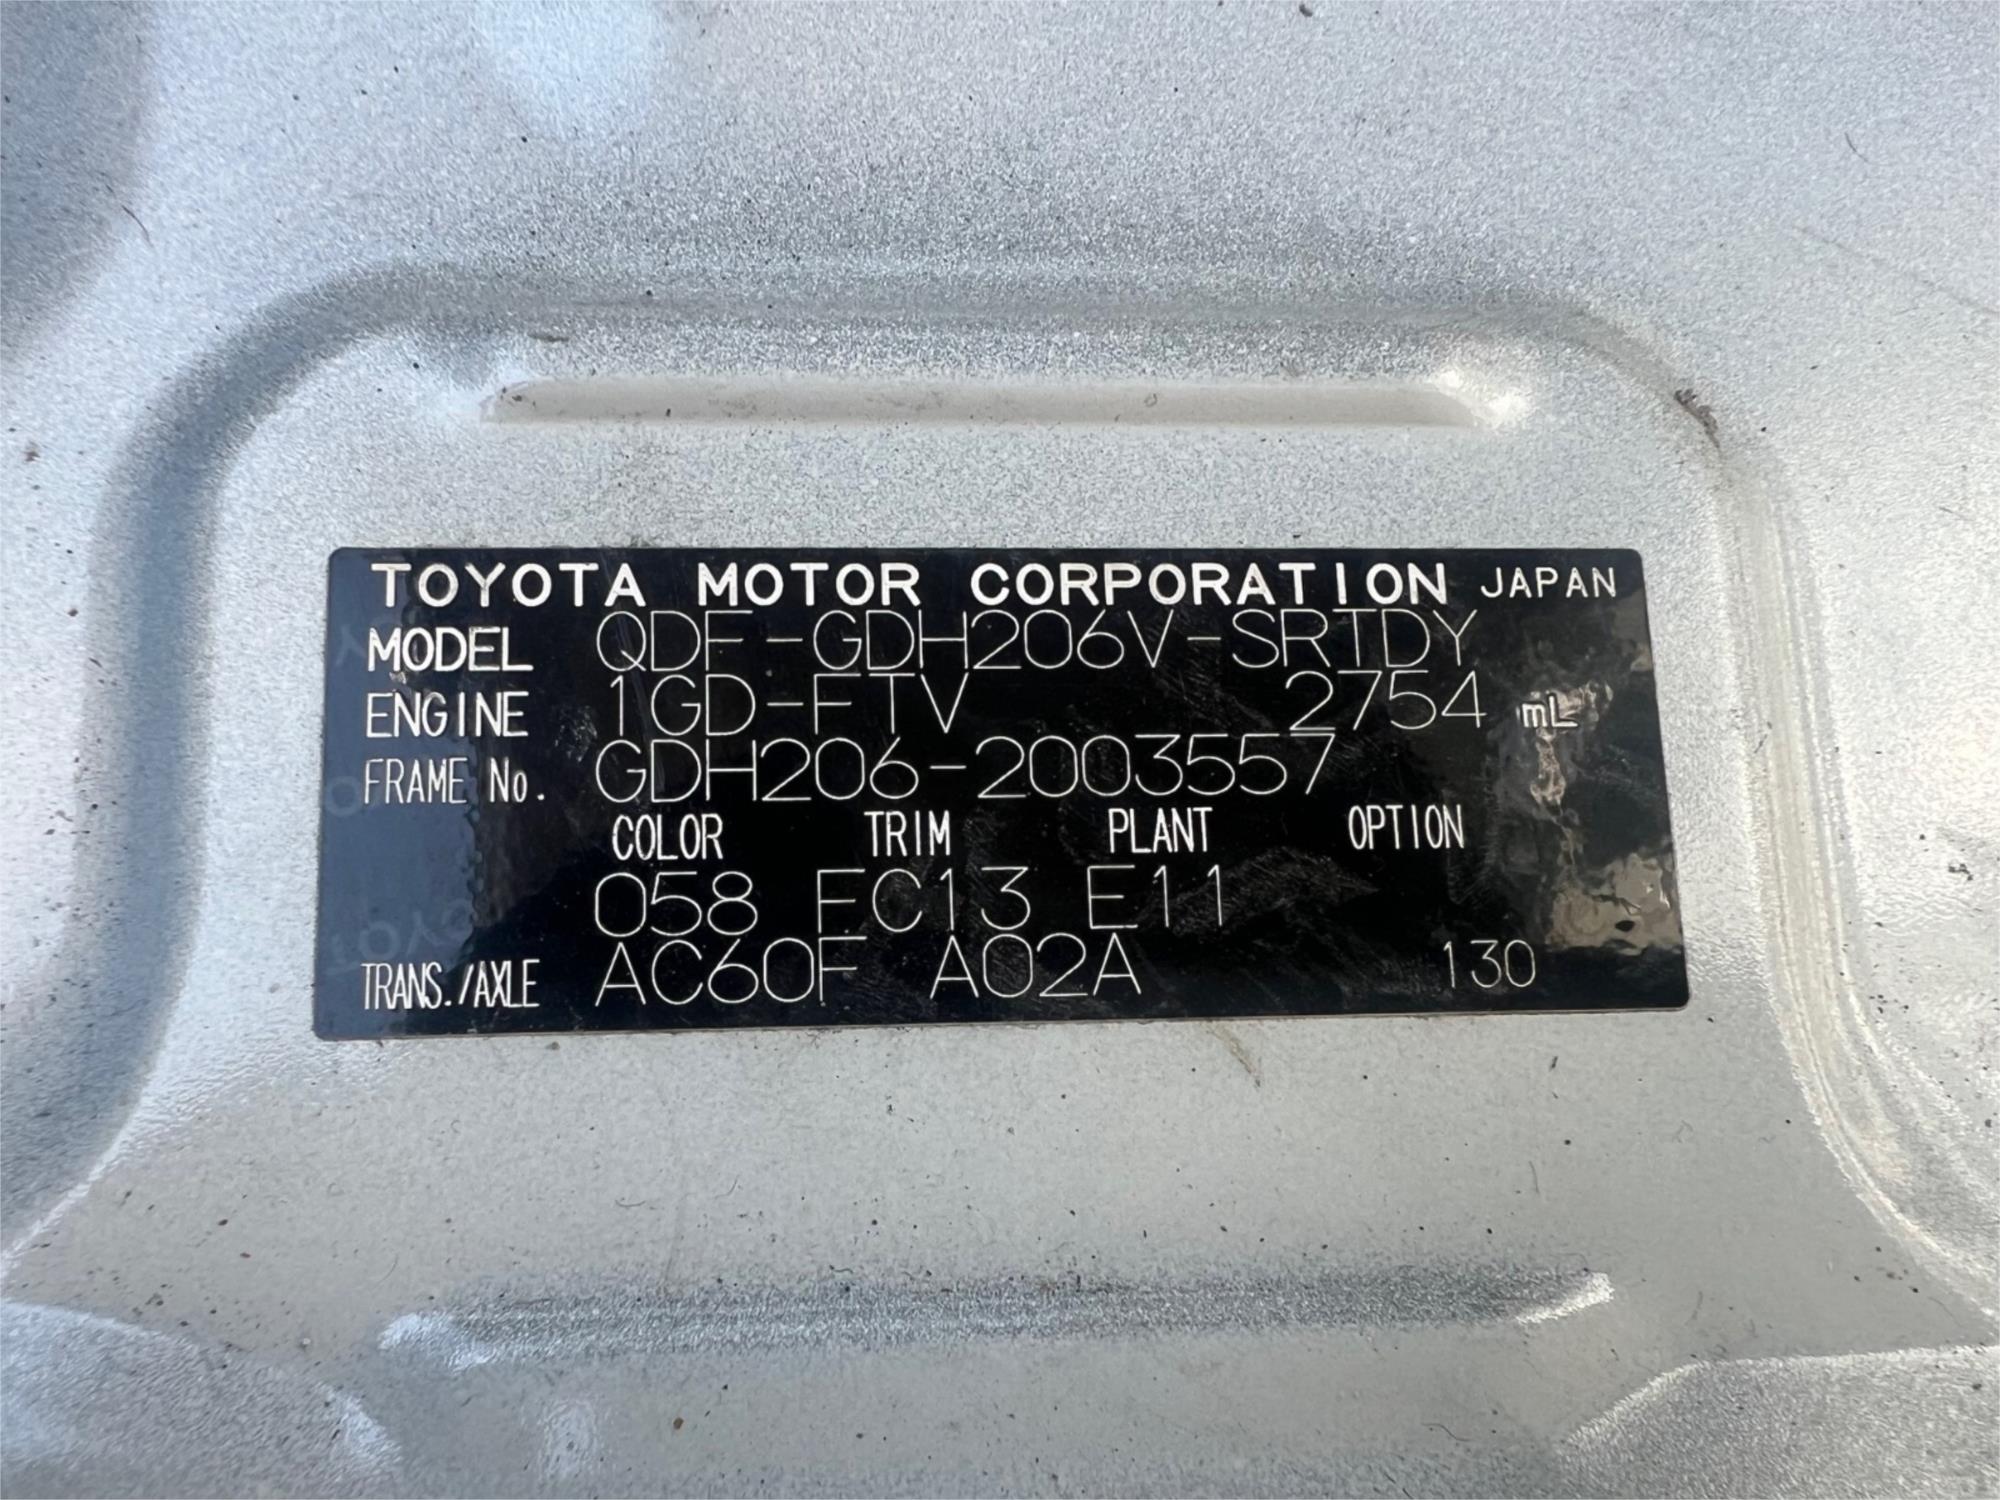 TOYOTA MOTOR CORPORATION JAPAN
MODEL QDF-GDH206V-SRTDY
ENGINE 1GD-FTV 2754 mL
FRAME No. GDH206-2003557
COLOR TRIM PLANT OPTION
058 FC13 E11
TRANS./AXLE AC60F A02A 130